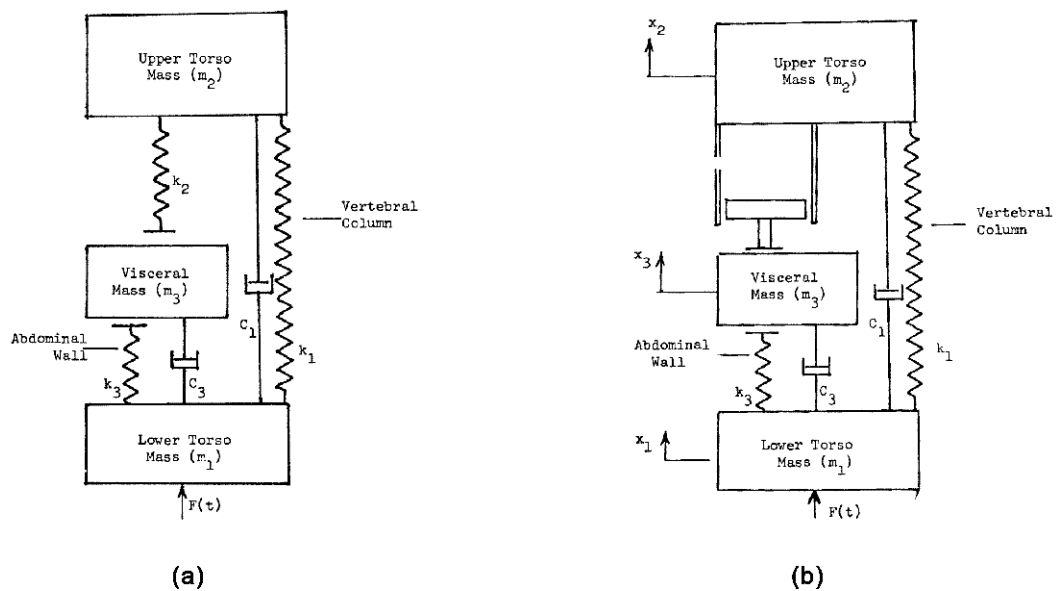 Upper Torso
Mass (m2)
k2
Vertebral
Column
Visceral
Mass (m3)
Abdominal
Wall
C1
k1
k3
C3
Lower Torso
Mass (m1)
F(t)
(a)
x2
Upper Torso
Mass (m2)
Vertebral
Column
x3
Visceral
Mass (m3)
C1
Abdominal
Wall
k1
k3
C3
x1
Lower Torso
Mass (m1)
F(t)
(b)